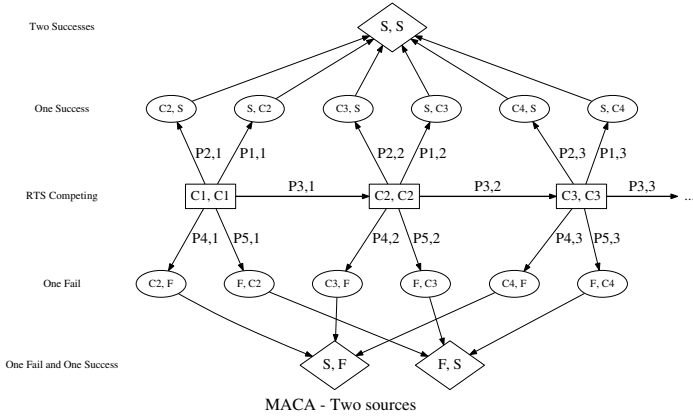 Two Successes
S, S
One Success
C2, S
S, C2
C3, S
S, C3
C4, S
S, C4
P2,1
P1,1
P2,2
P1,2
P2,3
P1,3
RTS Competing
C1, C1
P3,1
C2, C2
P3,2
C3, C3
P3,3
...
P4,1
P5,1
P4,2
P5,2
P4,3
P5,3
One Fail
C2, F
F, C2
C3, F
F, C3
C4, F
F, C4
One Fail and One Success
S, F
F, S
MACA - Two sources